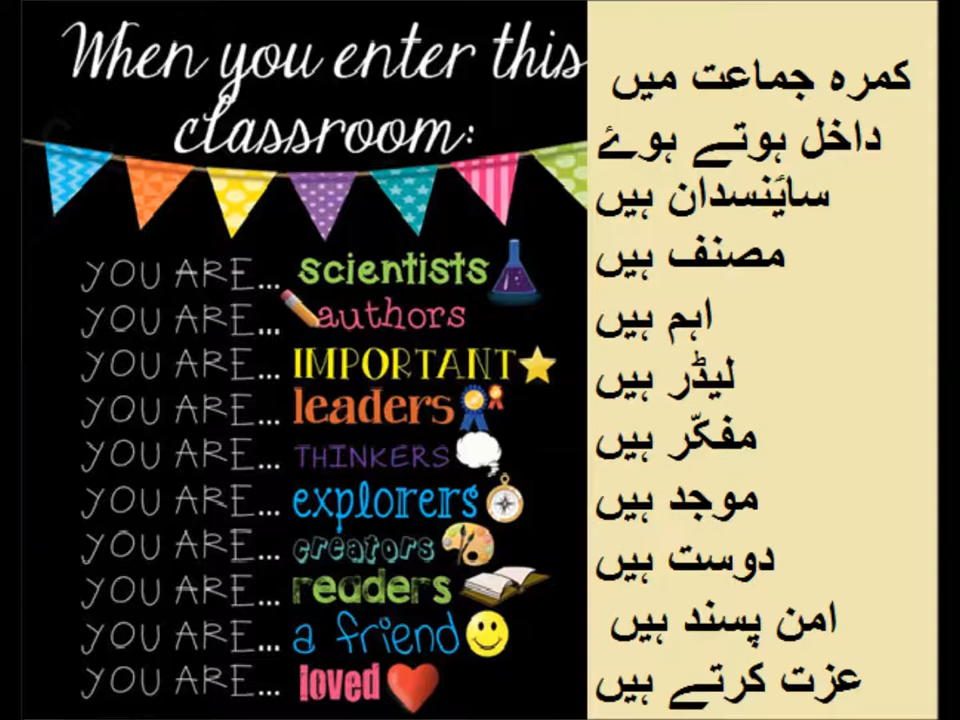 When you enter this
classroom:
YOU ARE... scientists
YOU ARE... authors
YOU ARE... IMPORTANT
YOU ARE... leaders
YOU ARE... THINKERS
YOU ARE... explorers
YOU ARE... creators
YOU ARE... readers
YOU ARE... a friend
YOU ARE... loved
کمرہ جماعت میں
داخل ہوتے ہوۓ
سایٔنسدان ہیں
مصنف ہیں
اہم ہیں
لیڈر ہیں
مفکّر ہیں
موجد ہیں
دوست ہیں
امن پسند ہیں
عزت کرتے ہیں